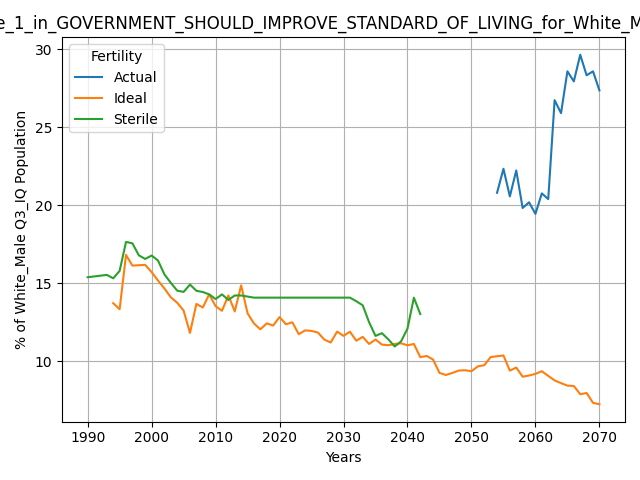 e_1_in_GOVERNMENT_SHOULD_IMPROVE_STANDARD_OF_LIVING_for_White_M
Fertility
Actual
Ideal
Sterile
% of White_Male Q3_IQ Population
30
25
20
15
10
1990 2000 2010 2020 2030 2040 2050 2060 2070
Years